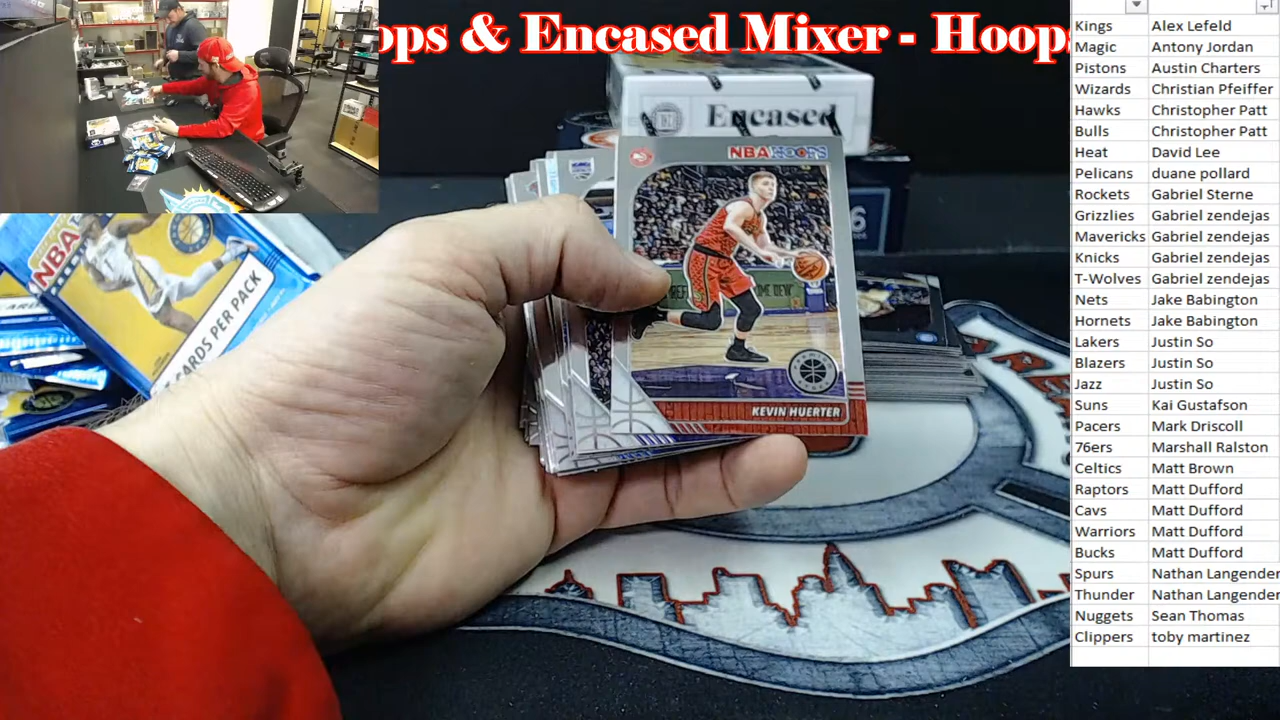 ops & Encased Mixer - Hoops
Encased
NBA HOOPS
KEVIN HUERTER
NBA
CARDS PER PACK
Kings Alex Lefeld
Magic Antony Jordan
Pistons Austin Charters
Wizards Christian Pfeiffer
Hawks Christopher Patt
Bulls Christopher Patt
Heat David Lee
Pelicans duane pollard
Rockets Gabriel Sterne
Grizzlies Gabriel zendejas
Mavericks Gabriel zendejas
Knicks Gabriel zendejas
T-Wolves Gabriel zendejas
Nets Jake Babington
Hornets Jake Babington
Lakers Justin So
Blazers Justin So
Jazz Justin So
Suns Kai Gustafson
Pacers Mark Driscoll
76ers Marshall Ralston
Celtics Matt Brown
Raptors Matt Dufford
Cavs Matt Dufford
Warriors Matt Dufford
Bucks Matt Dufford
Spurs Nathan Langender
Thunder Nathan Langender
Nuggets Sean Thomas
Clippers toby martinez